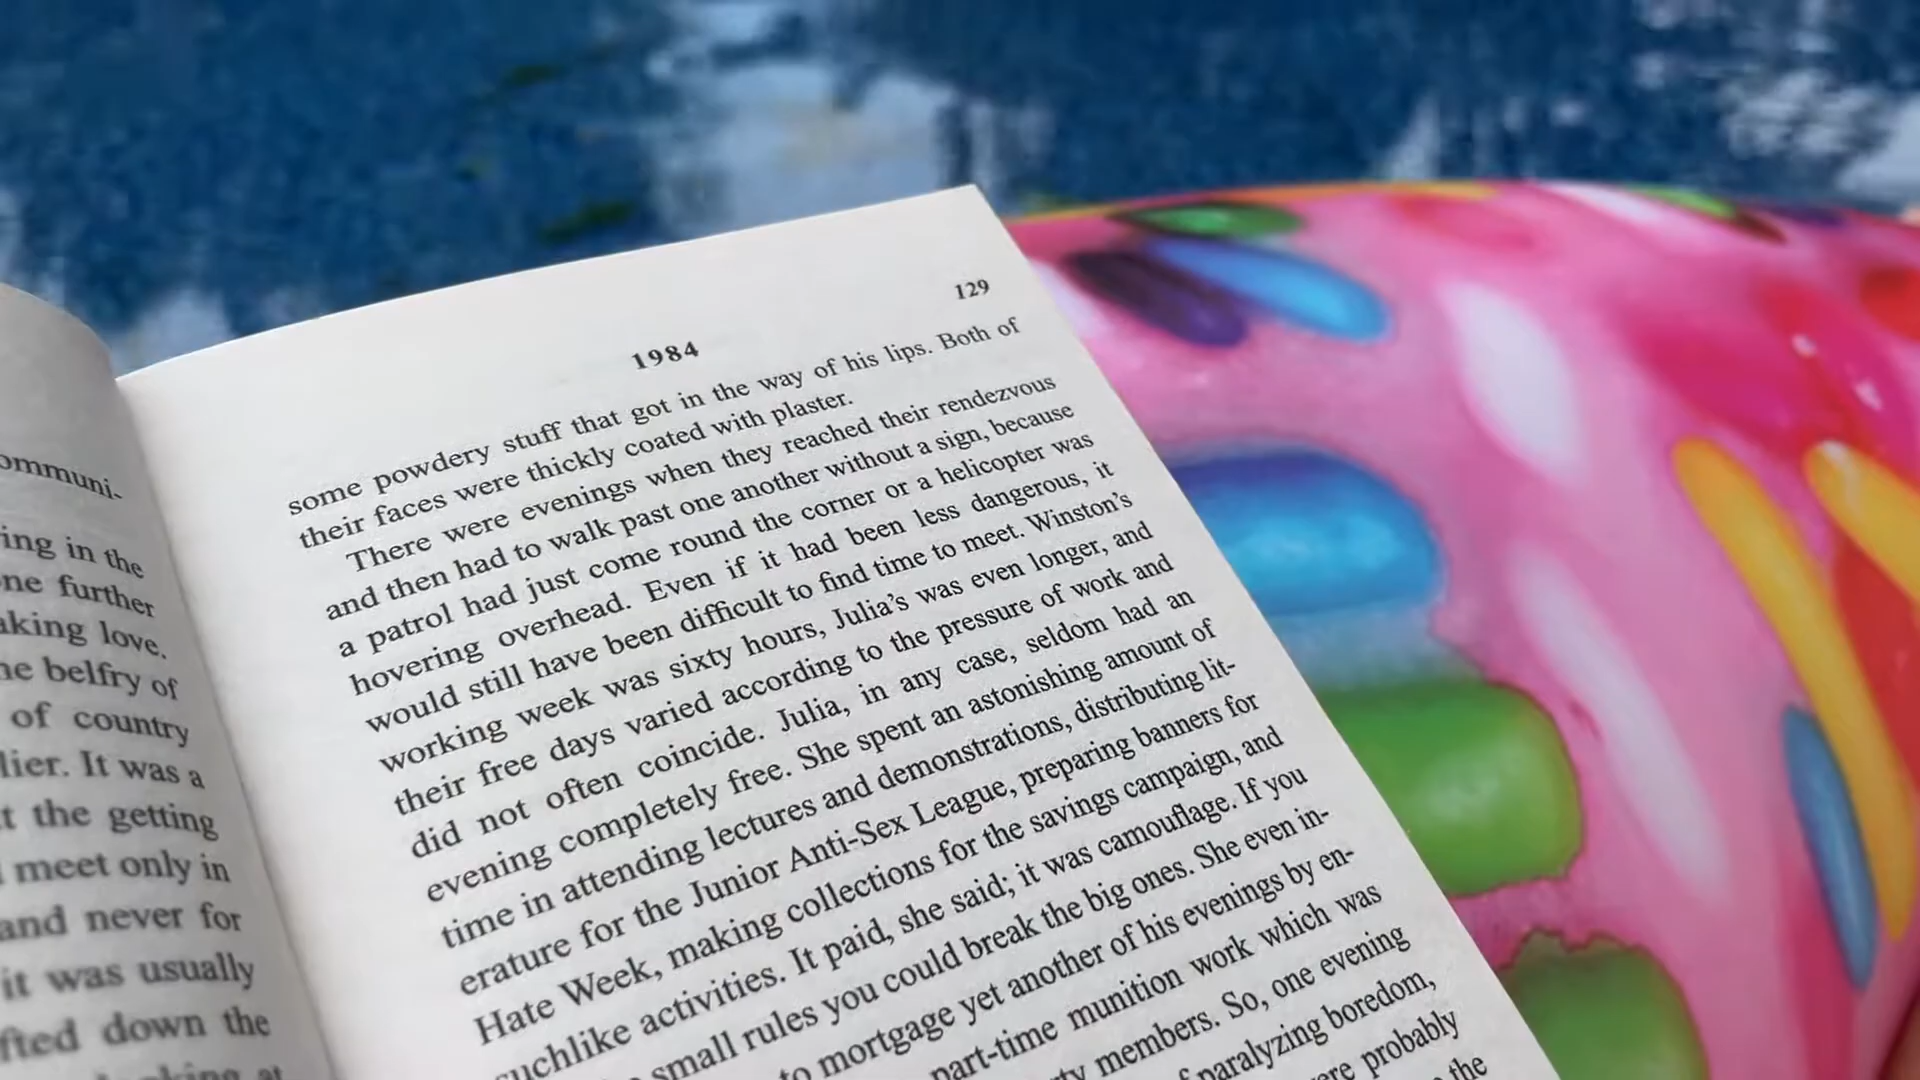 ommuni-
ing in the
ne further
aking love.
he belfry of
of country
lier. It was a
t the getting
meet only in
and never for
it was usually
fted down the
looking at
129
1984
some powdery stuff that got in the way of his lips. Both of
their faces were thickly coated with plaster.
There were evenings when they reached their rendezvous
and then had to walk past one another without a sign, because
a patrol had just come round the corner or a helicopter was
hovering overhead. Even if it had been less dangerous, it
would still have been difficult to find time to meet. Winston's
working week was sixty hours, Julia's was even longer, and
their free days varied according to the pressure of work and
did not often coincide. Julia, in any case, seldom had an
evening completely free. She spent an astonishing amount of
time in attending lectures and demonstrations, distributing lit-
erature for the Junior Anti-Sex League, preparing banners for
Hate Week, making collections for the savings campaign, and
suchlike activities. It paid, she said; it was camouflage. If you
small rules you could break the big ones. She even in-
to mortgage yet another of his evenings by en-
part-time munition work which was
ty members. So, one evening
f paralyzing boredom,
ere probably
the